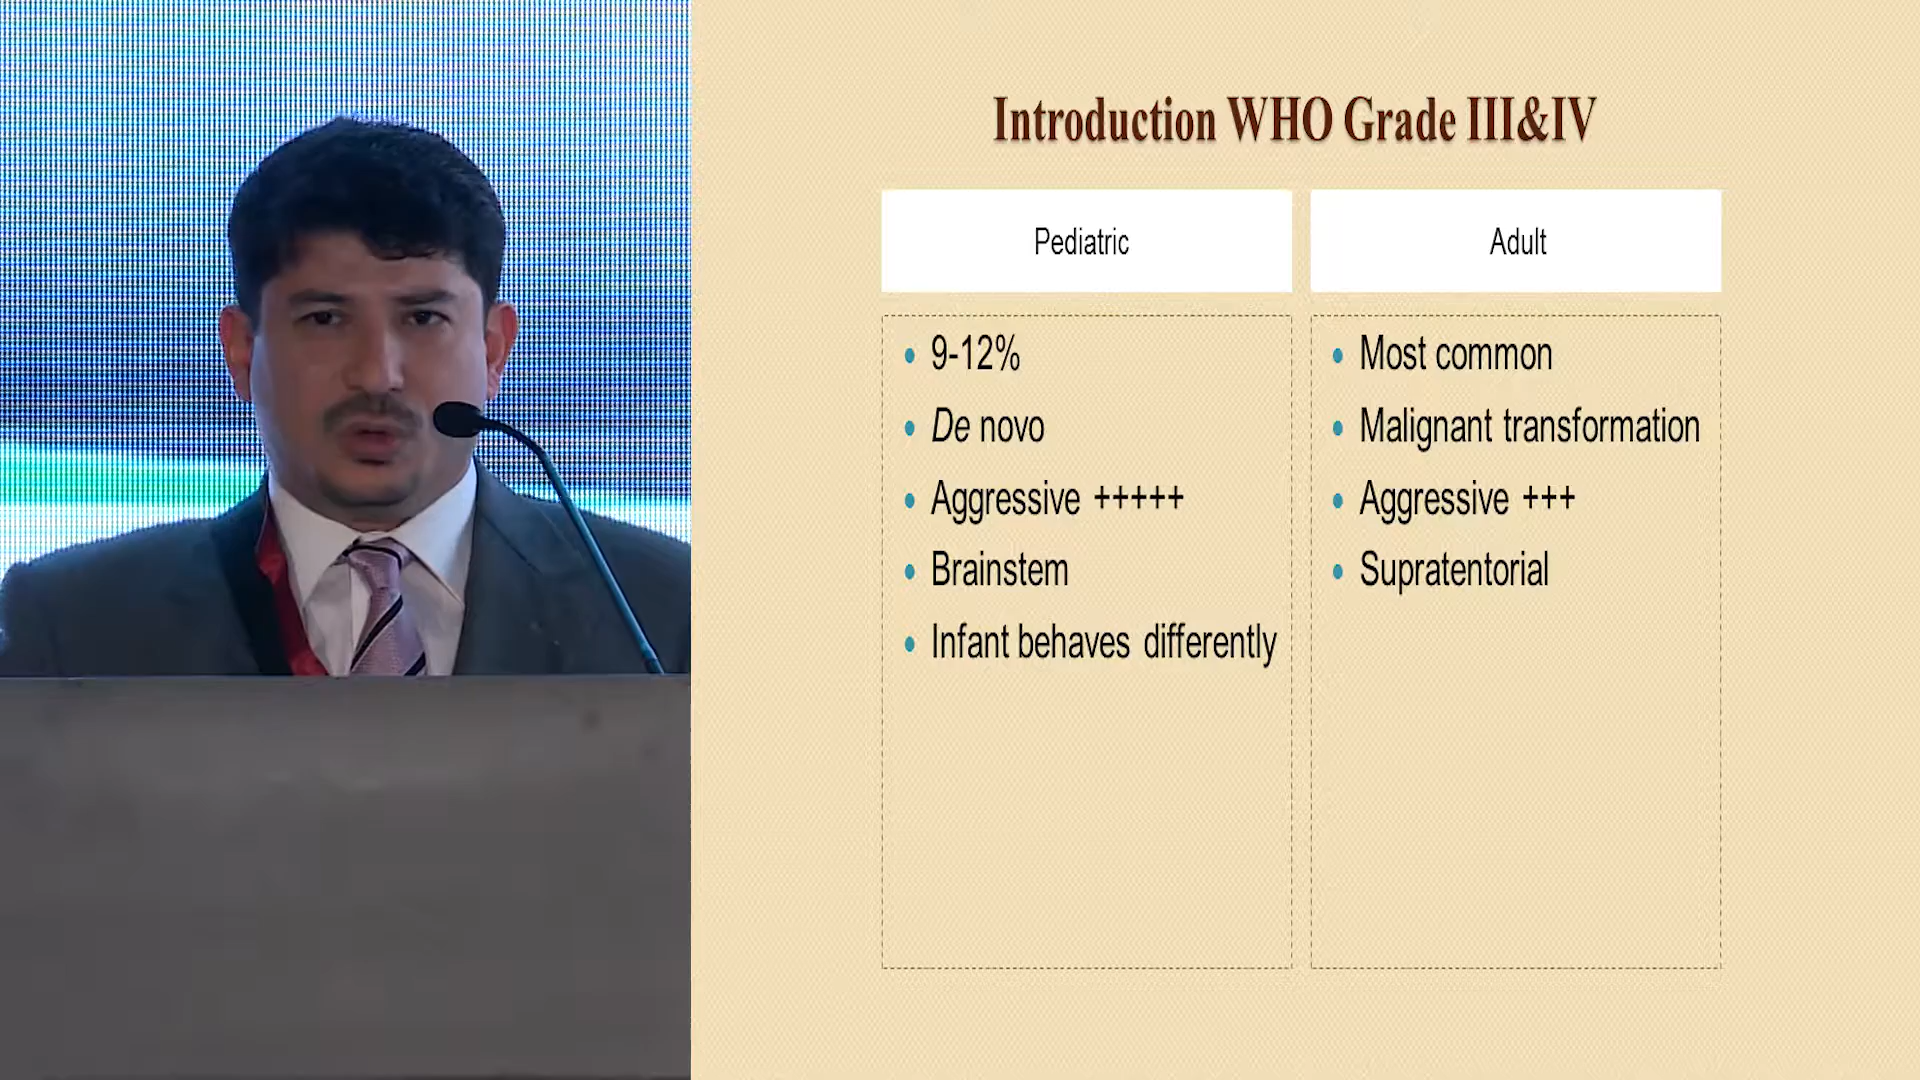 Introduction WHO Grade III&IV
Pediatric
9-12%
De novo
Aggressive +++++
Brainstem
Infant behaves differently
Adult
Most common
Malignant transformation
Aggressive +++
Supratentorial